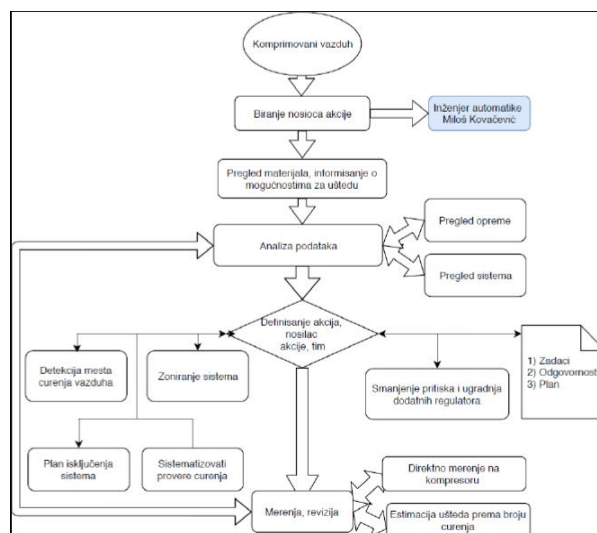 Komprimovani vazduh
Biranje nosioca akcije
Inženjer automatike
Miloš Kovačević
Pregled materijala, informisanje o
mogućnostima za uštedu
Pregled opreme
Analiza podataka
Pregled sistema
Definisanje akcija,
nosilac
akcije, tim
Detekcija mesta
curenja vazduha
Zoniranje sistema
Smanjenje pritiska i ugradnja
dodatnih regulatora
1) Zadaci
2) Odgovornost
3) Plan
Plan isključenja
sistema
Sistematizovati
provere curenja
Direktno merenje na
kompresoru
Merenja, revizija
Estimacija ušteda prema broju
curenja